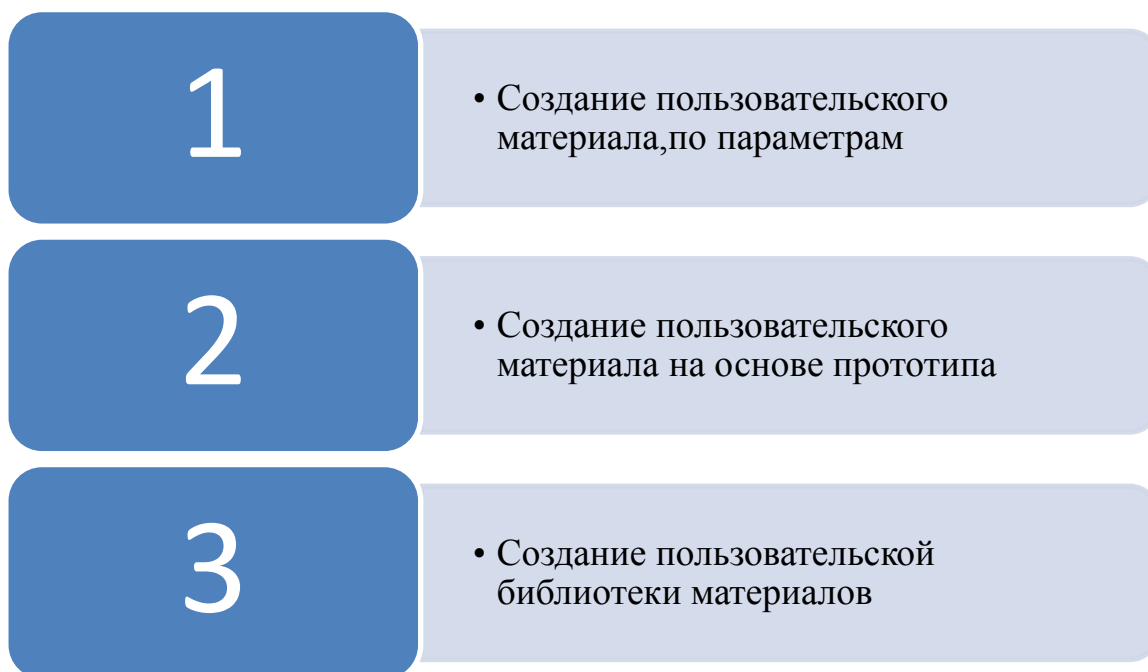 1
• Создание пользовательского
материала,по параметрам
2
• Создание пользовательского
материала на основе прототипа
3
• Создание пользовательской
библиотеки материалов